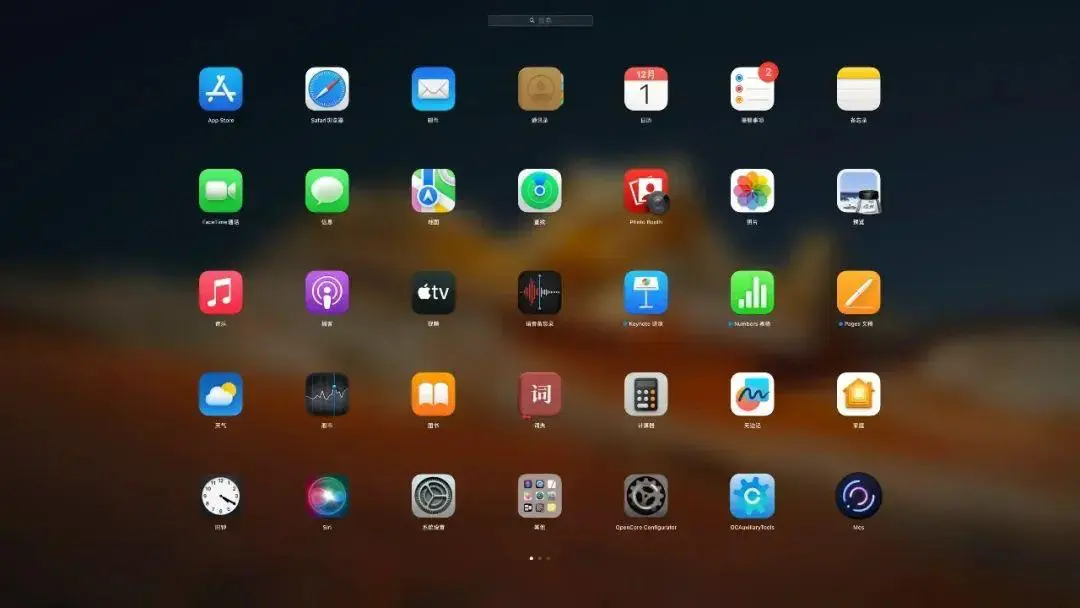 搜索
App Store
Safari浏览器
邮件
通讯录
12月
1
日历
2
提醒事项
备忘录
FaceTime通话
信息
地图
查找
Photo Booth
照片
预览
音乐
播客
tv
视频
语音备忘录
Keynote 讲演
Numbers 表格
Pages 文稿
天气
股市
图书
词
词典
计算器
无边记
家庭
时钟
Siri
系统设置
其他
OpenCore Configurator
C
OCAuxiliaryTools
Mos